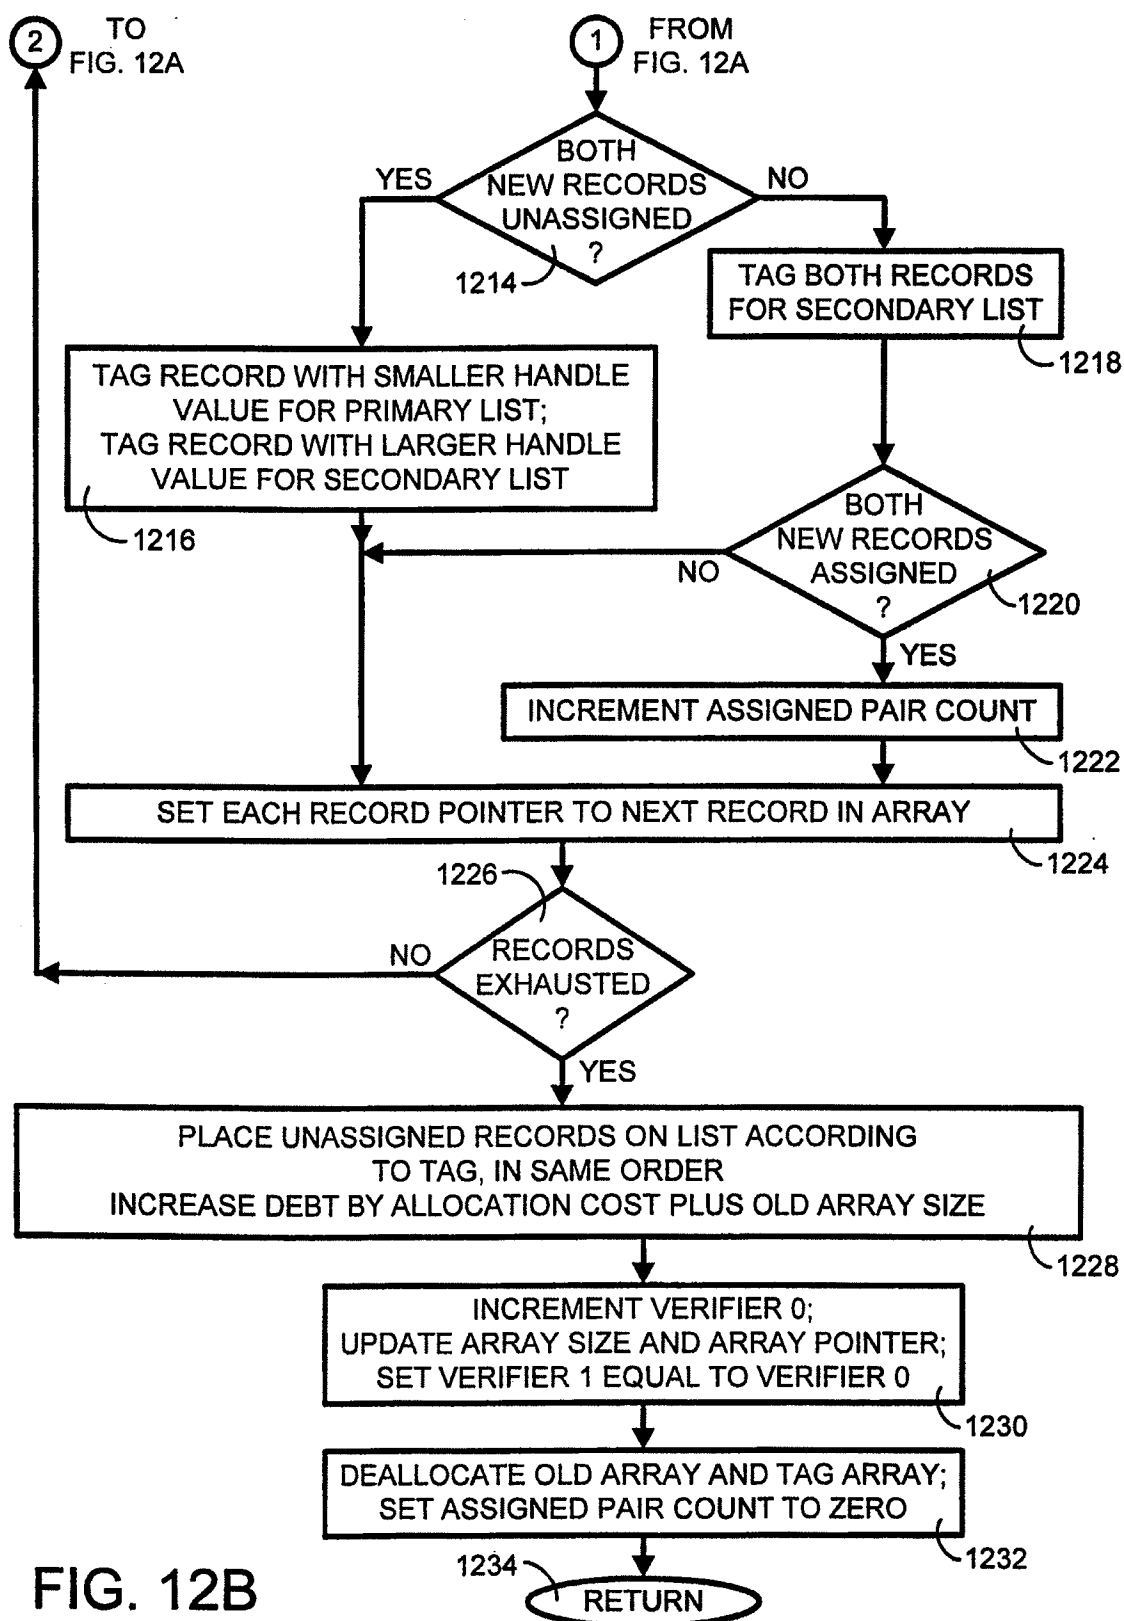 2
TO
FIG. 12A
1
FROM
FIG. 12A
BOTH
NEW RECORDS
UNASSIGNED
?
YES
NO
1214
TAG BOTH RECORDS
FOR SECONDARY LIST
1218
TAG RECORD WITH SMALLER HANDLE
VALUE FOR PRIMARY LIST;
TAG RECORD WITH LARGER HANDLE
VALUE FOR SECONDARY LIST
1216
BOTH
NEW RECORDS
ASSIGNED
?
NO
1220
YES
INCREMENT ASSIGNED PAIR COUNT
1222
SET EACH RECORD POINTER TO NEXT RECORD IN ARRAY
1224
1226
NO
RECORDS
EXHAUSTED
?
YES
PLACE UNASSIGNED RECORDS ON LIST ACCORDING
TO TAG, IN SAME ORDER
INCREASE DEBT BY ALLOCATION COST PLUS OLD ARRAY SIZE
1228
INCREMENT VERIFIER 0;
UPDATE ARRAY SIZE AND ARRAY POINTER;
SET VERIFIER 1 EQUAL TO VERIFIER 0
1230
DEALLOCATE OLD ARRAY AND TAG ARRAY;
SET ASSIGNED PAIR COUNT TO ZERO
1232
1234
RETURN
FIG. 12B